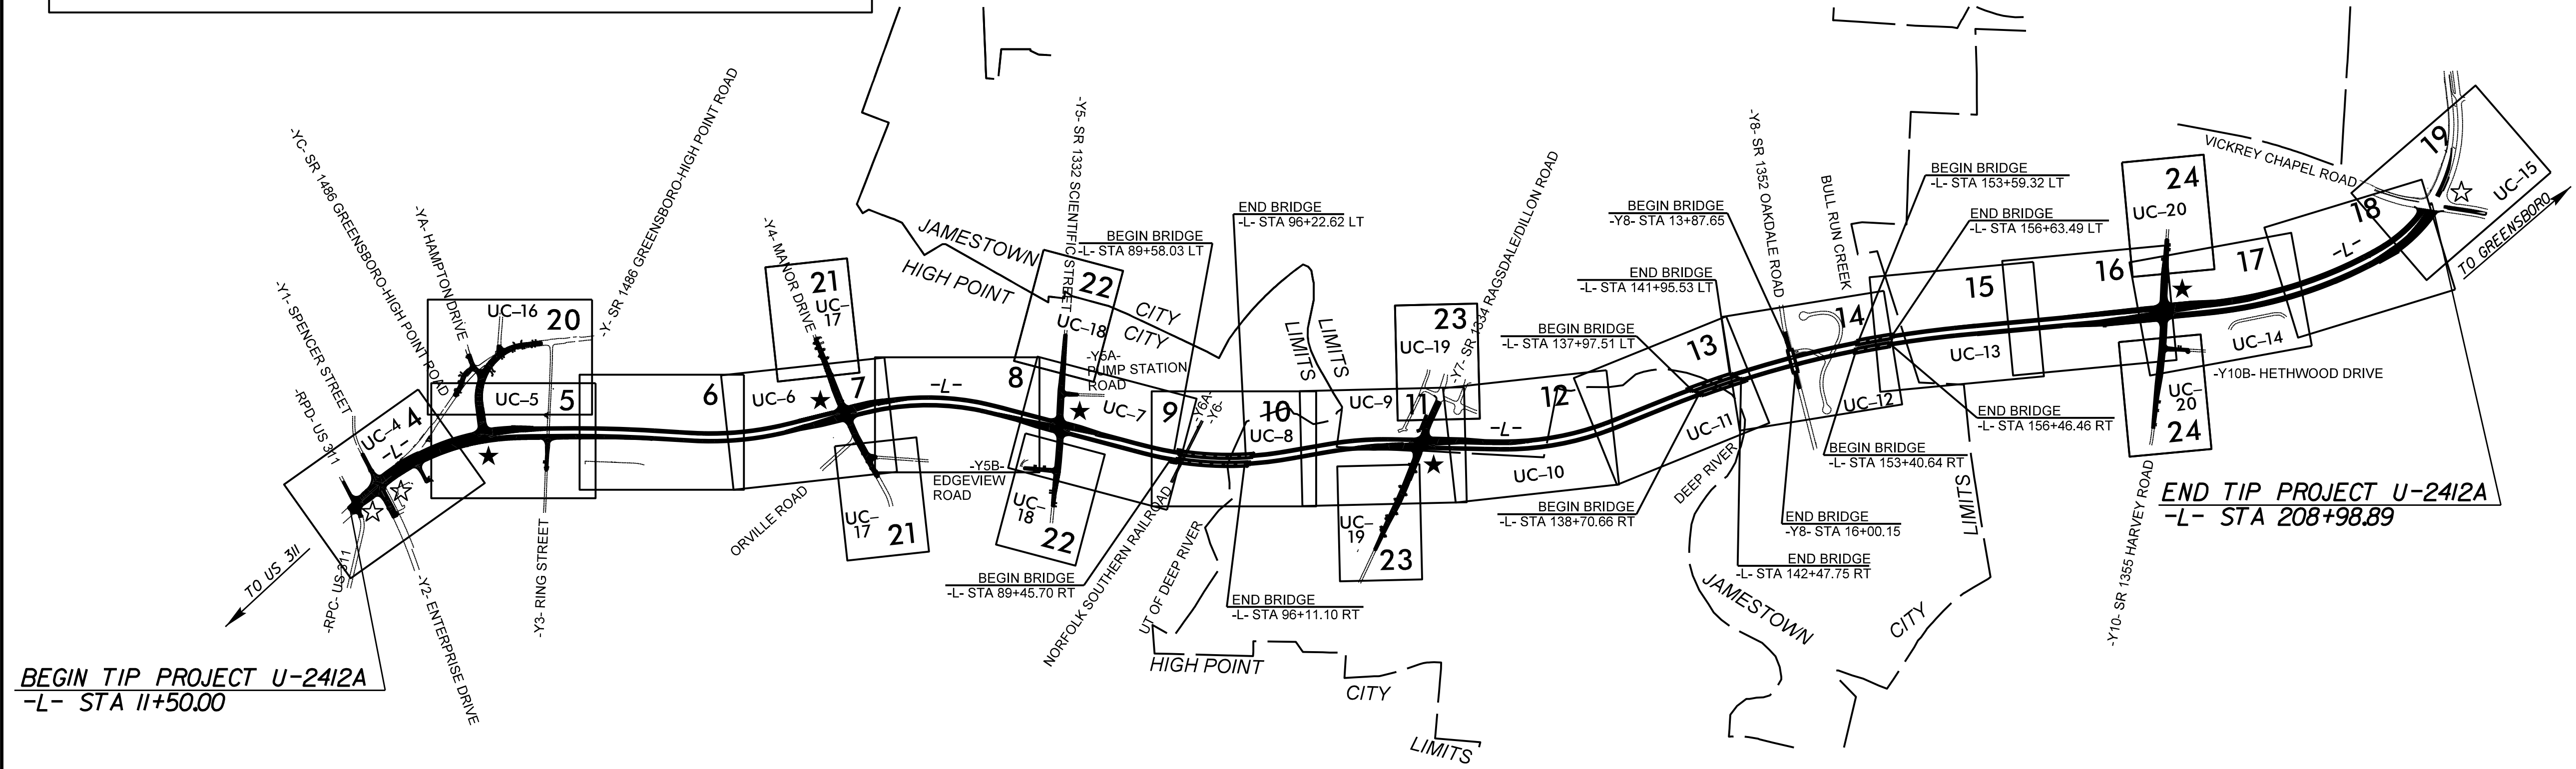 -YC- SR 1486 GREENSBORO-HIGH POINT ROAD
-YA- HAMPTON DRIVE
-Y1- SPENCER STREET
-RPD- US 311
-Y- SR 1486 GREENSBORO-HIGH POINT ROAD
UC-16
20
UC-5
5
UC-4
4
-L-
TO US 311
-RPC- US 311
-Y2- ENTERPRISE DRIVE
-Y3- RING STREET
BEGIN TIP PROJECT U-2412A
-L- STA 11+50.00
6
UC-6
7
-Y4- MANOR DRIVE
21
UC-
17
ORVILLE ROAD
UC-
17
21
-L-
8
JAMESTOWN
HIGH POINT
CITY
CITY
LIMITS
LIMITS
-Y5- SR 1332 SCIENTIFIC STREET
22
UC-18
-Y5A-
PUMP STATION
ROAD
UC-7
-Y5B-
EDGEVIEW
ROAD
UC-
18
22
BEGIN BRIDGE
-L- STA 89+58.03 LT
END BRIDGE
-L- STA 96+22.62 LT
9
-Y6A-
-Y6-
10
UC-8
BEGIN BRIDGE
-L- STA 89+45.70 RT
NORFOLK SOUTHERN RAILROAD
UT OF DEEP RIVER
END BRIDGE
-L- STA 96+11.10 RT
HIGH POINT
CITY
LIMITS
23
UC-19
-Y7- SR 1334 RAGSDALE/DILLON ROAD
UC-9
11
UC-
19
23
-L-
12
UC-10
BEGIN BRIDGE
-Y8- STA 13+87.65
END BRIDGE
-L- STA 141+95.53 LT
BEGIN BRIDGE
-L- STA 137+97.51 LT
13
UC-11
BEGIN BRIDGE
-L- STA 138+70.66 RT
DEEP RIVER
-Y8- SR 1352 OAKDALE ROAD
BULL RUN CREEK
14
UC-12
BEGIN BRIDGE
-L- STA 153+59.32 LT
END BRIDGE
-L- STA 156+63.49 LT
BEGIN BRIDGE
-L- STA 153+40.64 RT
END BRIDGE
-L- STA 156+46.46 RT
END BRIDGE
-Y8- STA 16+00.15
END BRIDGE
-L- STA 142+47.75 RT
JAMESTOWN
CITY
LIMITS
15
UC-13
16
24
UC-20
17
UC-14
-Y10B- HETHWOOD DRIVE
UC-
20
24
-Y10- SR 1355 HARVEY ROAD
VICKREY CHAPEL ROAD
18
-L-
19
UC-15
TO GREENSBORO
END TIP PROJECT U-2412A
-L- STA 208+98.89